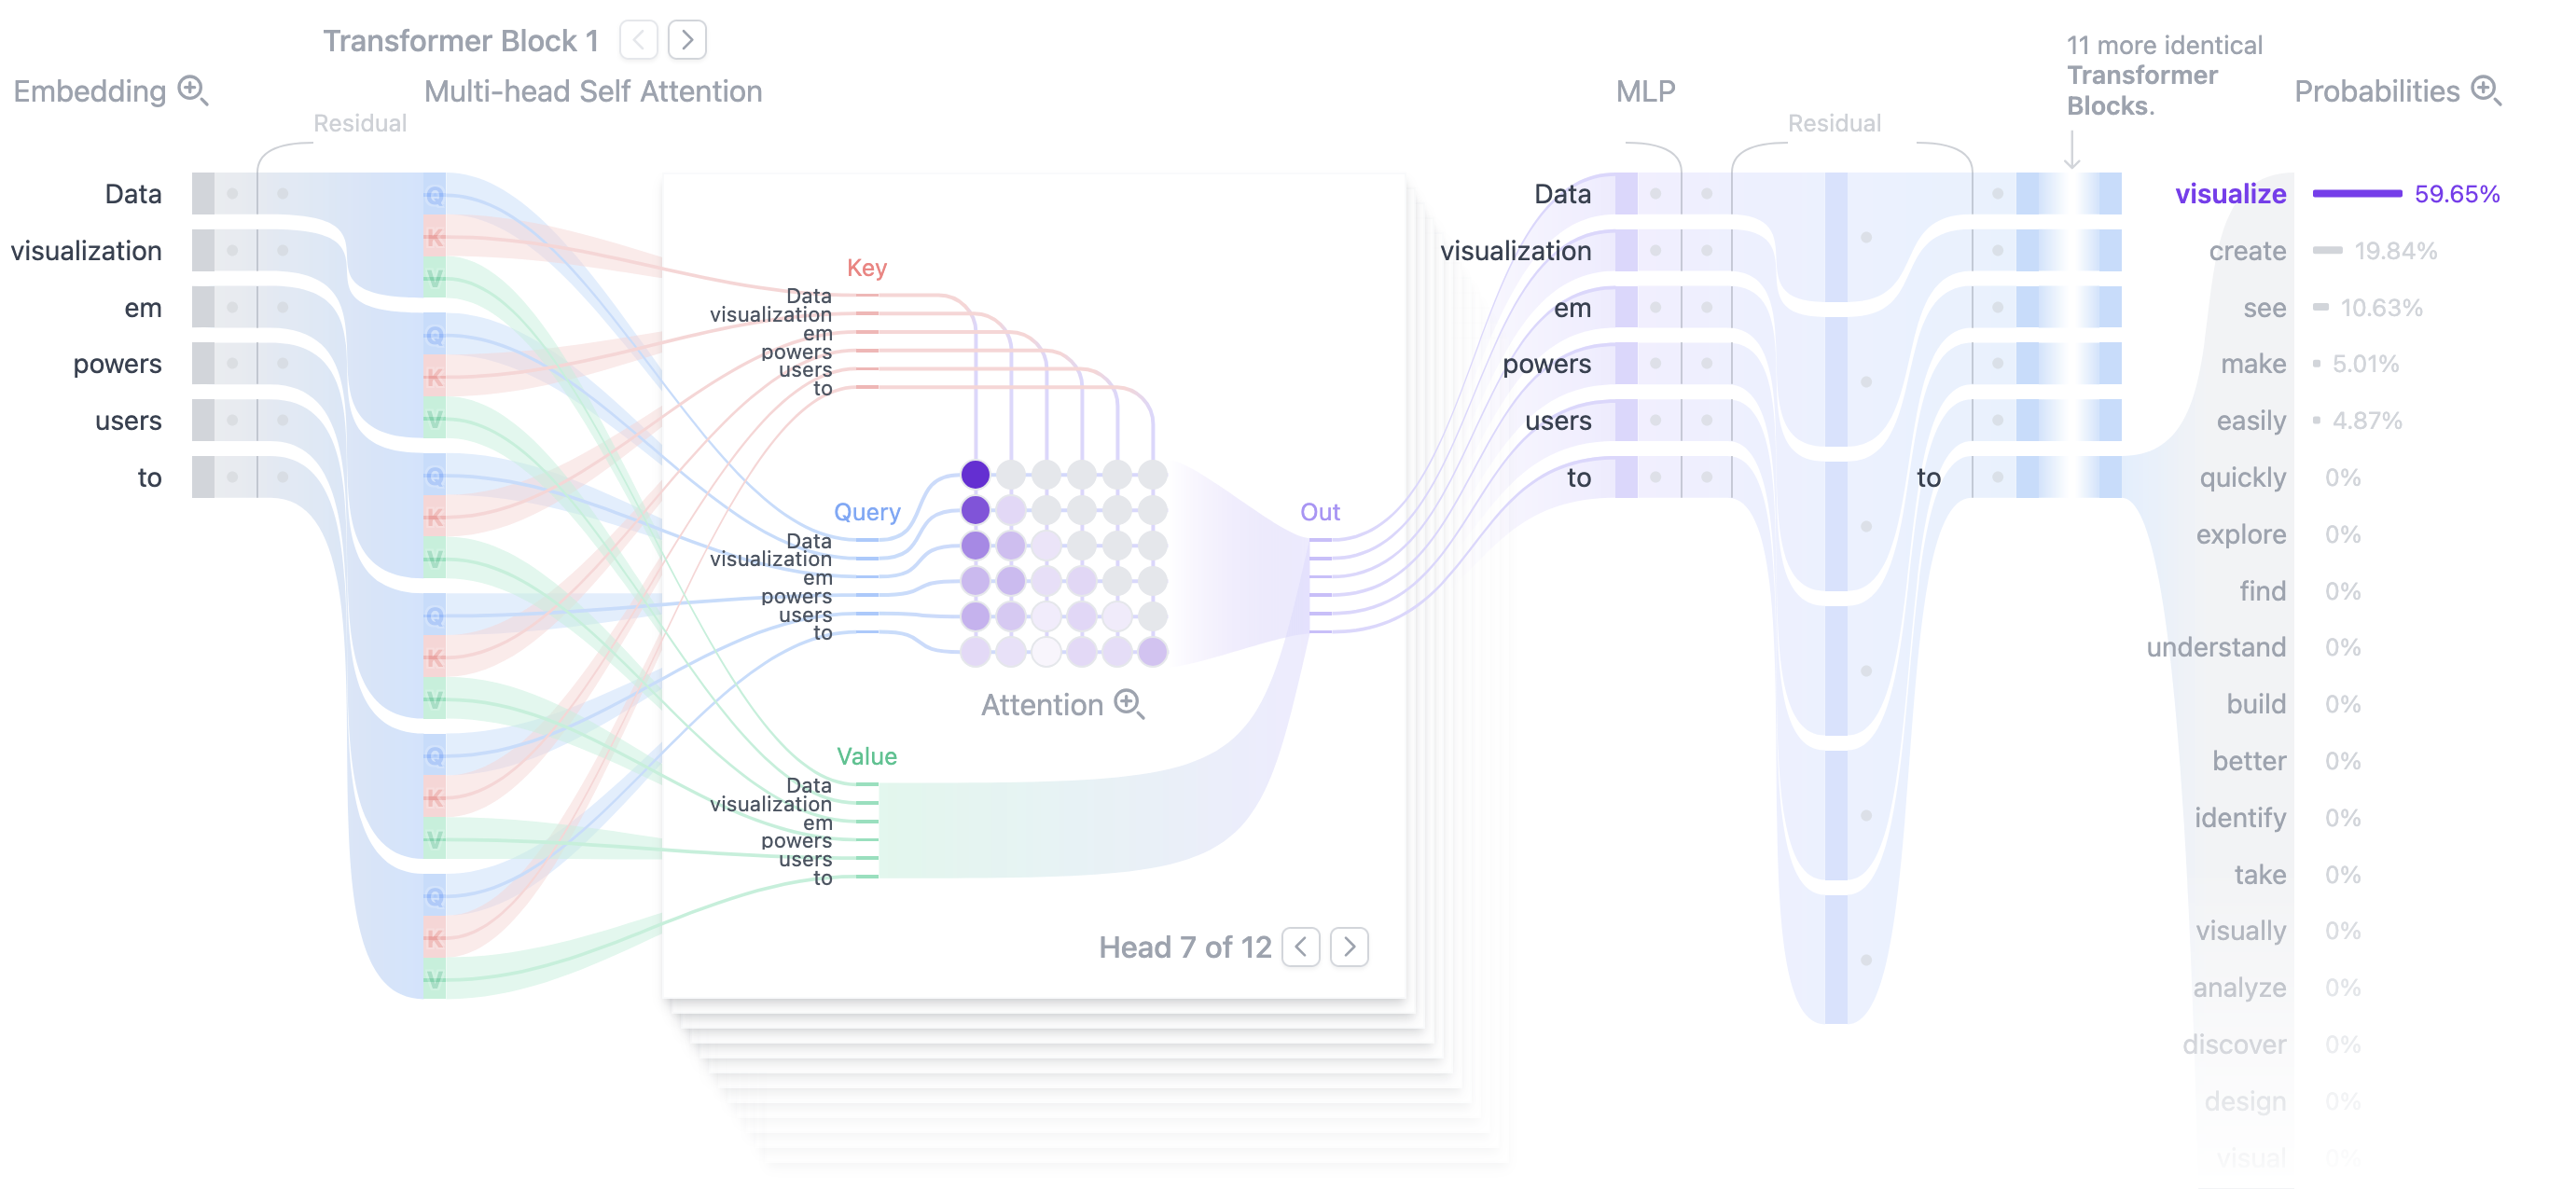 Transformer Block 1
Embedding
Multi-head Self Attention
Residual
Data
visualization
em
powers
users
to
Q
K
V
Q
K
V
Q
K
V
Q
K
V
Q
K
V
Q
K
V
Key
Data
visualization
em
powers
users
to
Query
Data
visualization
em
powers
users
to
Attention
Value
Data
visualization
em
powers
users
to
Out
Head 7 of 12
MLP
Residual
Data
visualization
em
powers
users
to
to
11 more identical
Transformer
Blocks.
Probabilities
visualize 59.65%
create 19.84%
see 10.63%
make 5.01%
easily 4.87%
quickly 0%
explore 0%
find 0%
understand 0%
build 0%
better 0%
identify 0%
take 0%
visually 0%
analyze 0%
discover 0%
design 0%
visual 0%